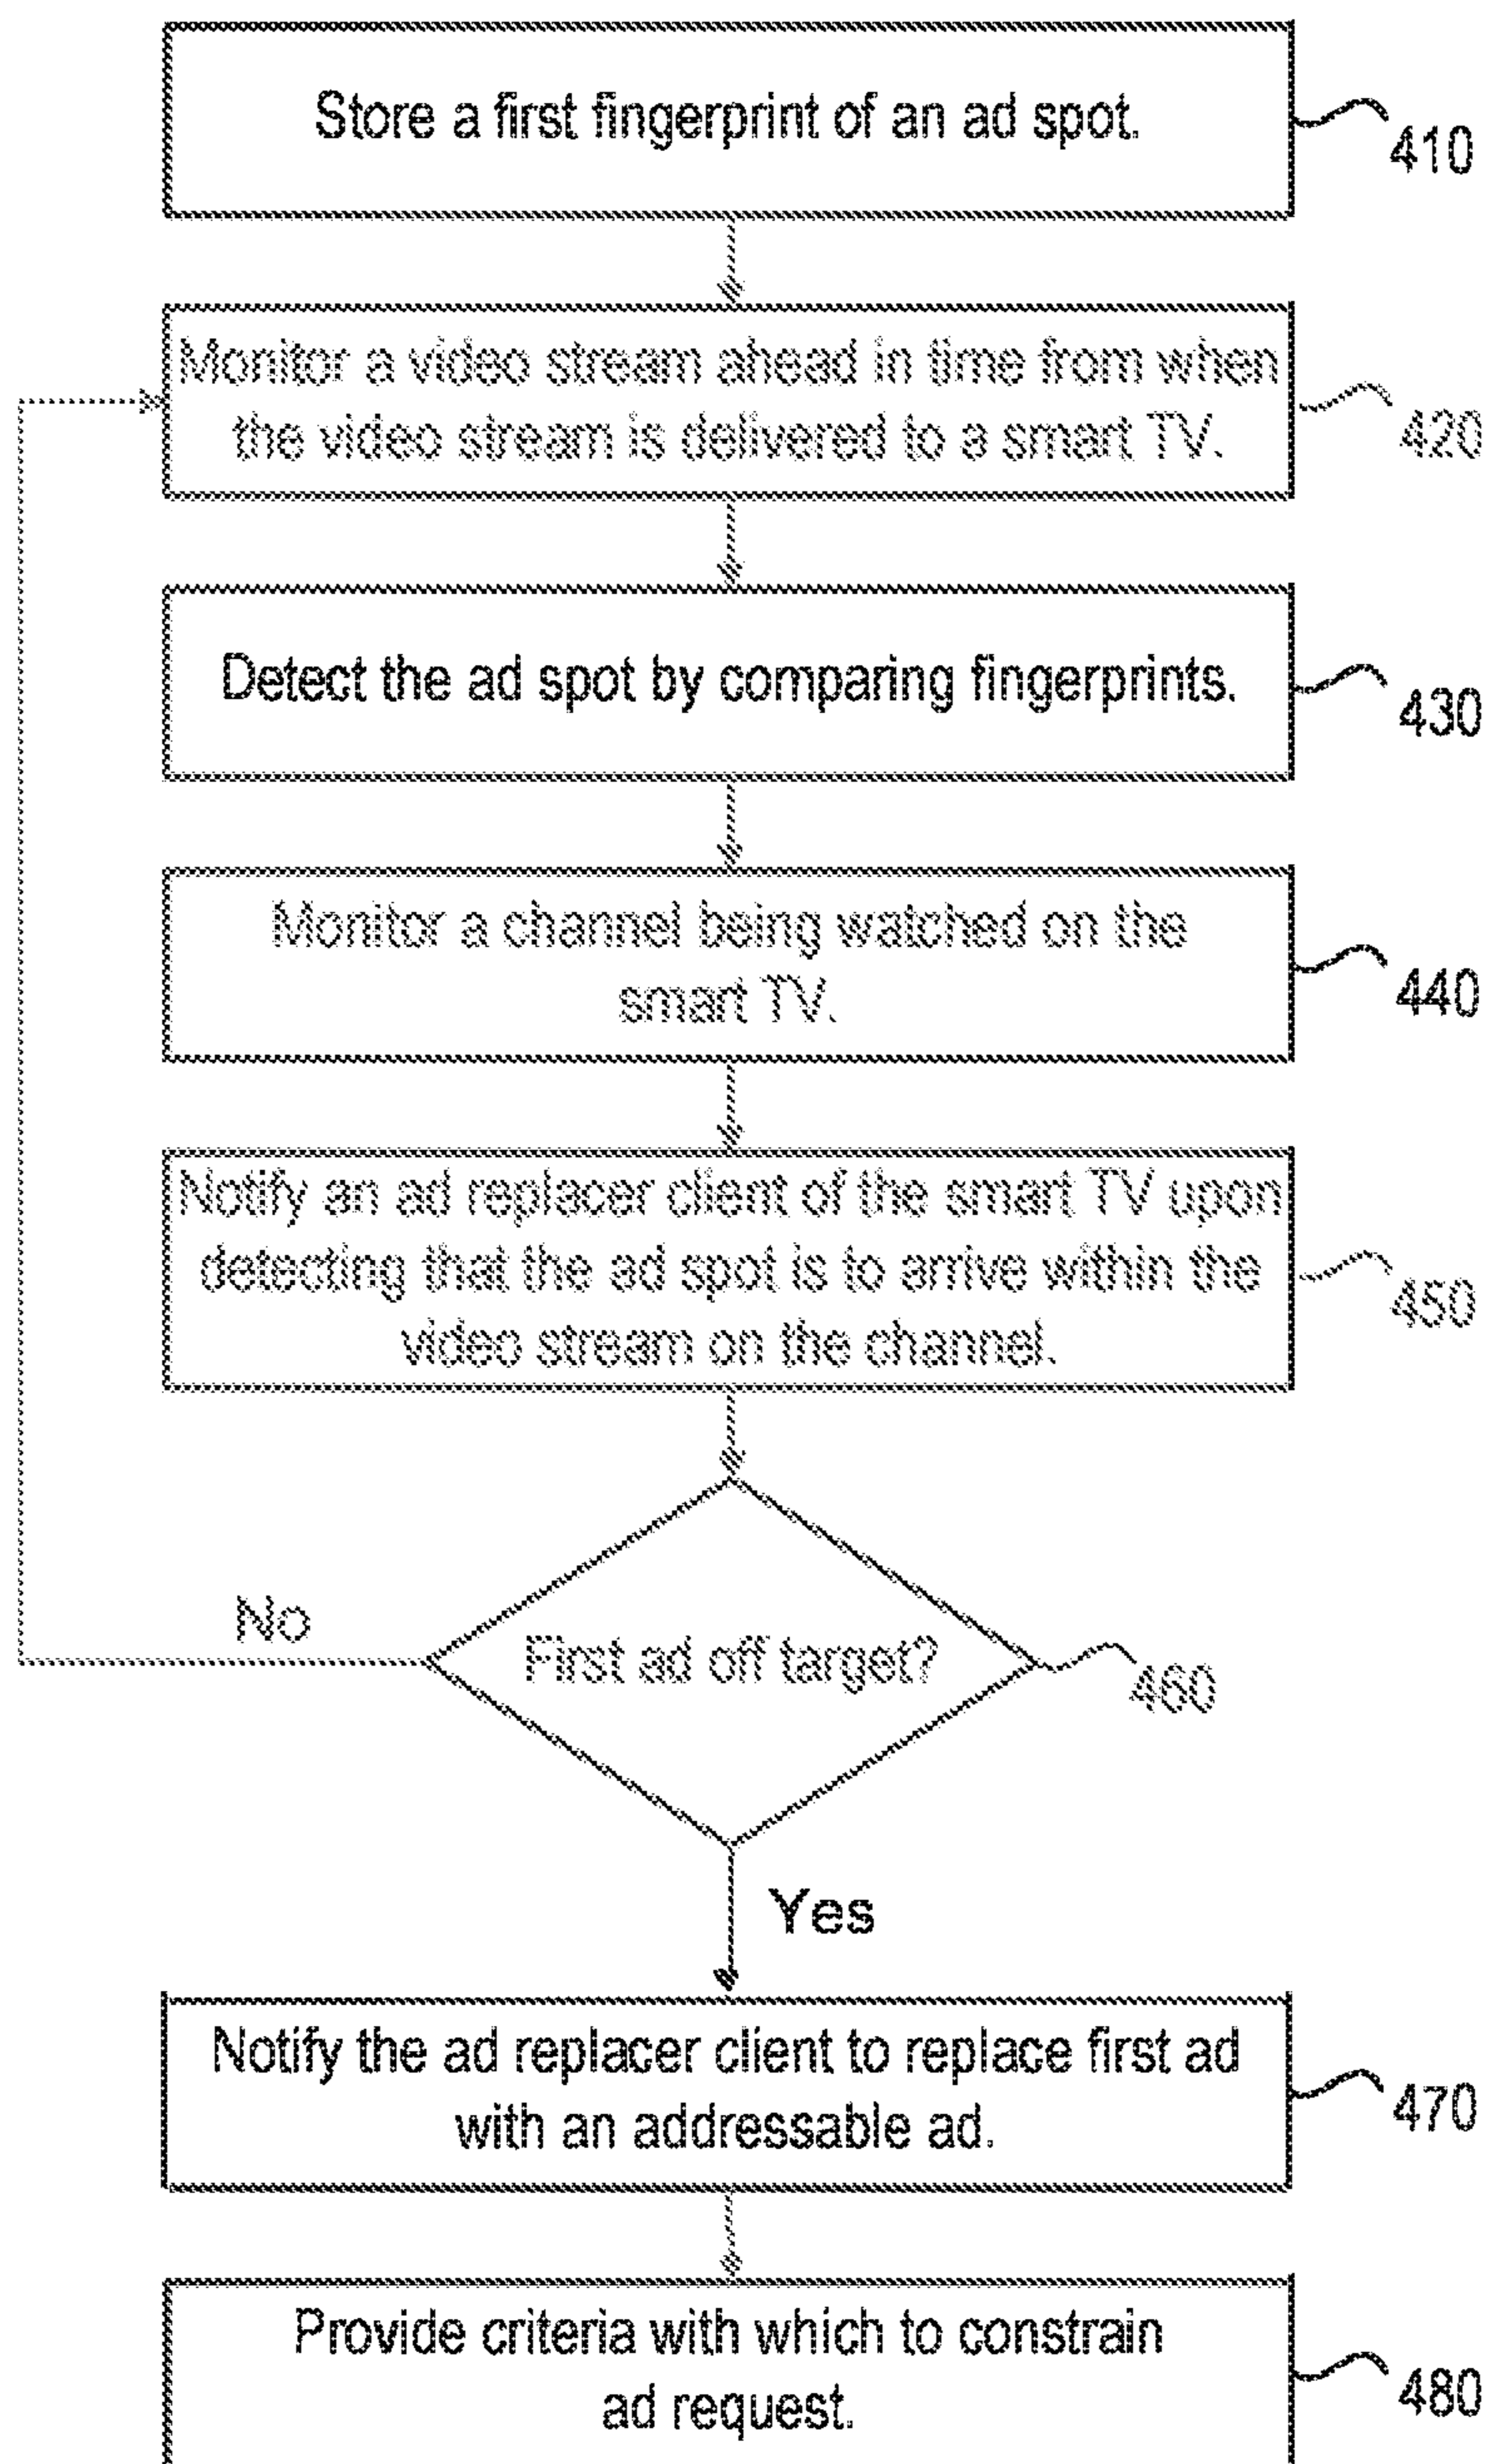 Store a first fingerprint of an ad spot.
410
Monitor a video stream ahead in time from when
the video stream is delivered to a smart TV.
420
Detect the ad spot by comparing fingerprints.
430
Monitor a channel being watched on the
smart TV.
440
Notify an ad replacer client of the smart TV upon
detecting that the ad spot is to arrive within the
video stream on the channel.
450
First ad off target?
460
No
Yes
Notify the ad replacer client to replace first ad
with an addressable ad.
470
Provide criteria with which to constrain
ad request.
480